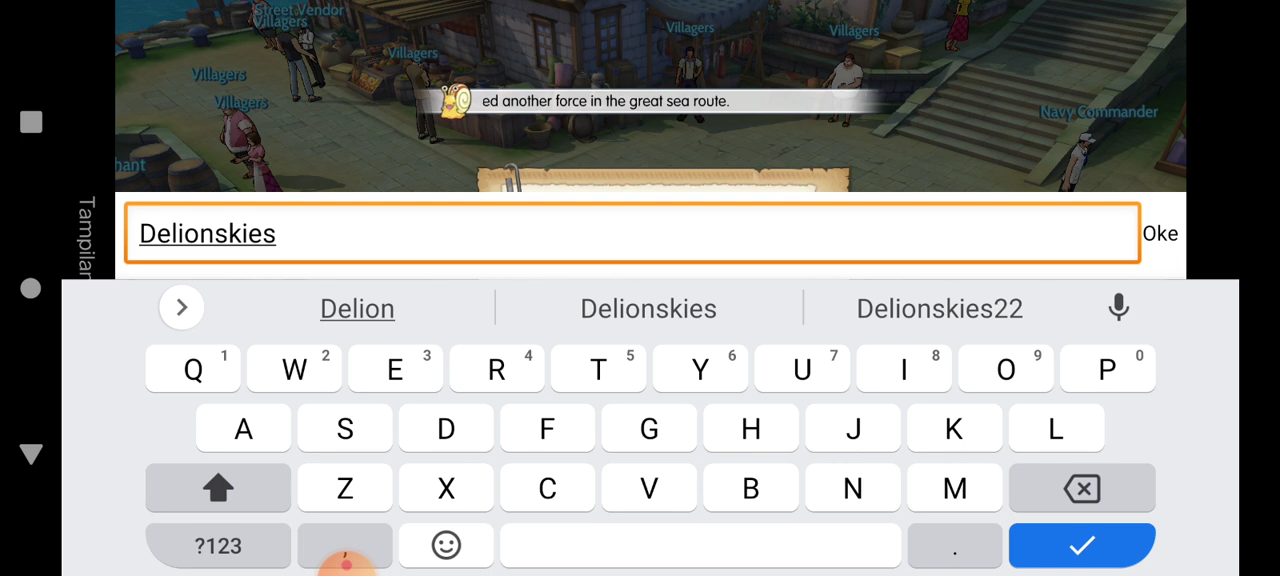 Street Vendor
Villagers
Villagers
Villagers
Villagers
Villagers
Villagers
hant
Navy Commander
ed another force in the great sea route.
Tampilan
Delionskies
Oke
Delion
Delionskies
Delionskies22
Q 1 W 2 E 3 R 4 T 5 Y 6 U 7 I 8 O 9 P 0
A S D F G H J K L
Z X C V B N M
?123 , .